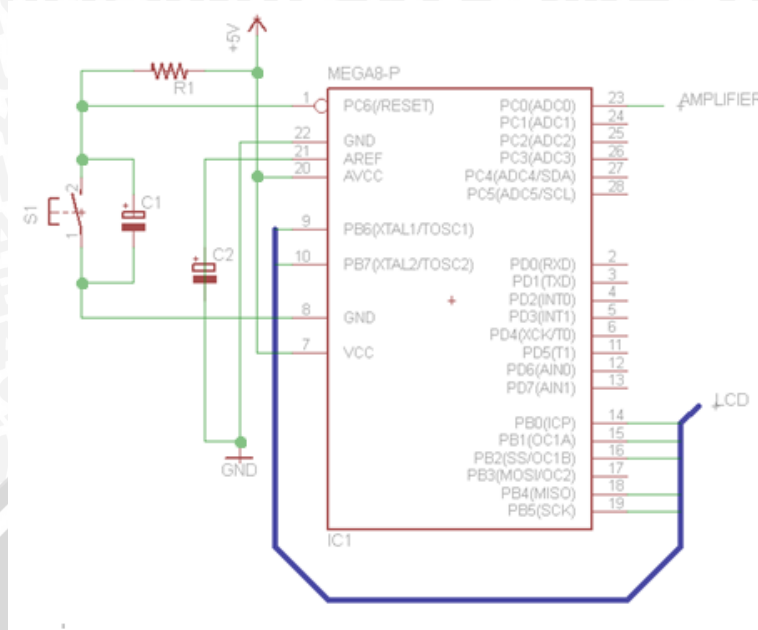 +5V
R1
MEGA8-P
1 PC6(/RESET)
22 GND
21 AREF
20 AVCC
9 PB6(XTAL1/TOSC1)
10 PB7(XTAL2/TOSC2)
8 GND
7 VCC
PC0(ADC0) 23 AMPLIFIER
PC1(ADC1) 24
PC2(ADC2) 25
PC3(ADC3) 26
PC4(ADC4/SDA) 27
PC5(ADC5/SCL) 28
PD0(RXD) 2
PD1(TXD) 3
PD2(INT0) 4
PD3(INT1) 5
PD4(XCK/T0) 6
PD5(T1) 11
PD6(AIN0) 12
PD7(AIN1) 13
PB0(ICP) 14
PB1(OC1A) 15
PB2(SS/OC1B) 16
PB3(MOSI/OC2) 17
PB4(MISO) 18
PB5(SCK) 19
LCD
S1
2
1
C1
C2
GND
IC1